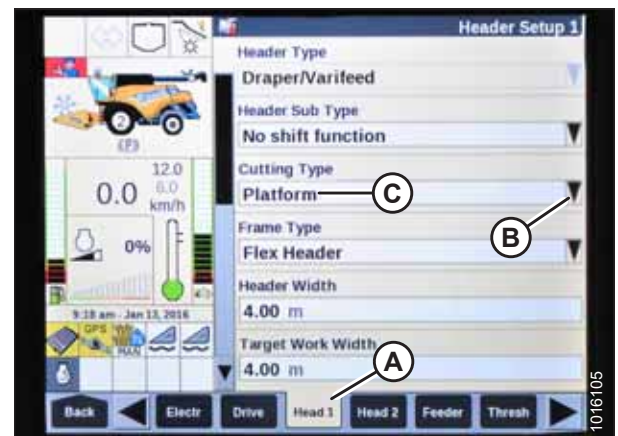 Header Setup 1
Header Type
Draper/Varifeed
Header Sub Type
No shift function
Cutting Type
Platform
C
B
Frame Type
Flex Header
Header Width
4.00 m
Target Work Width
A
4.00 m
2
(P)
12.0
0.0 6.0
km/h
0%
9:18 am Jan 13, 2016
GPS
MAN
Back
Electr
Drive
Head 1
Head 2
Feeder
Thresh
1016105